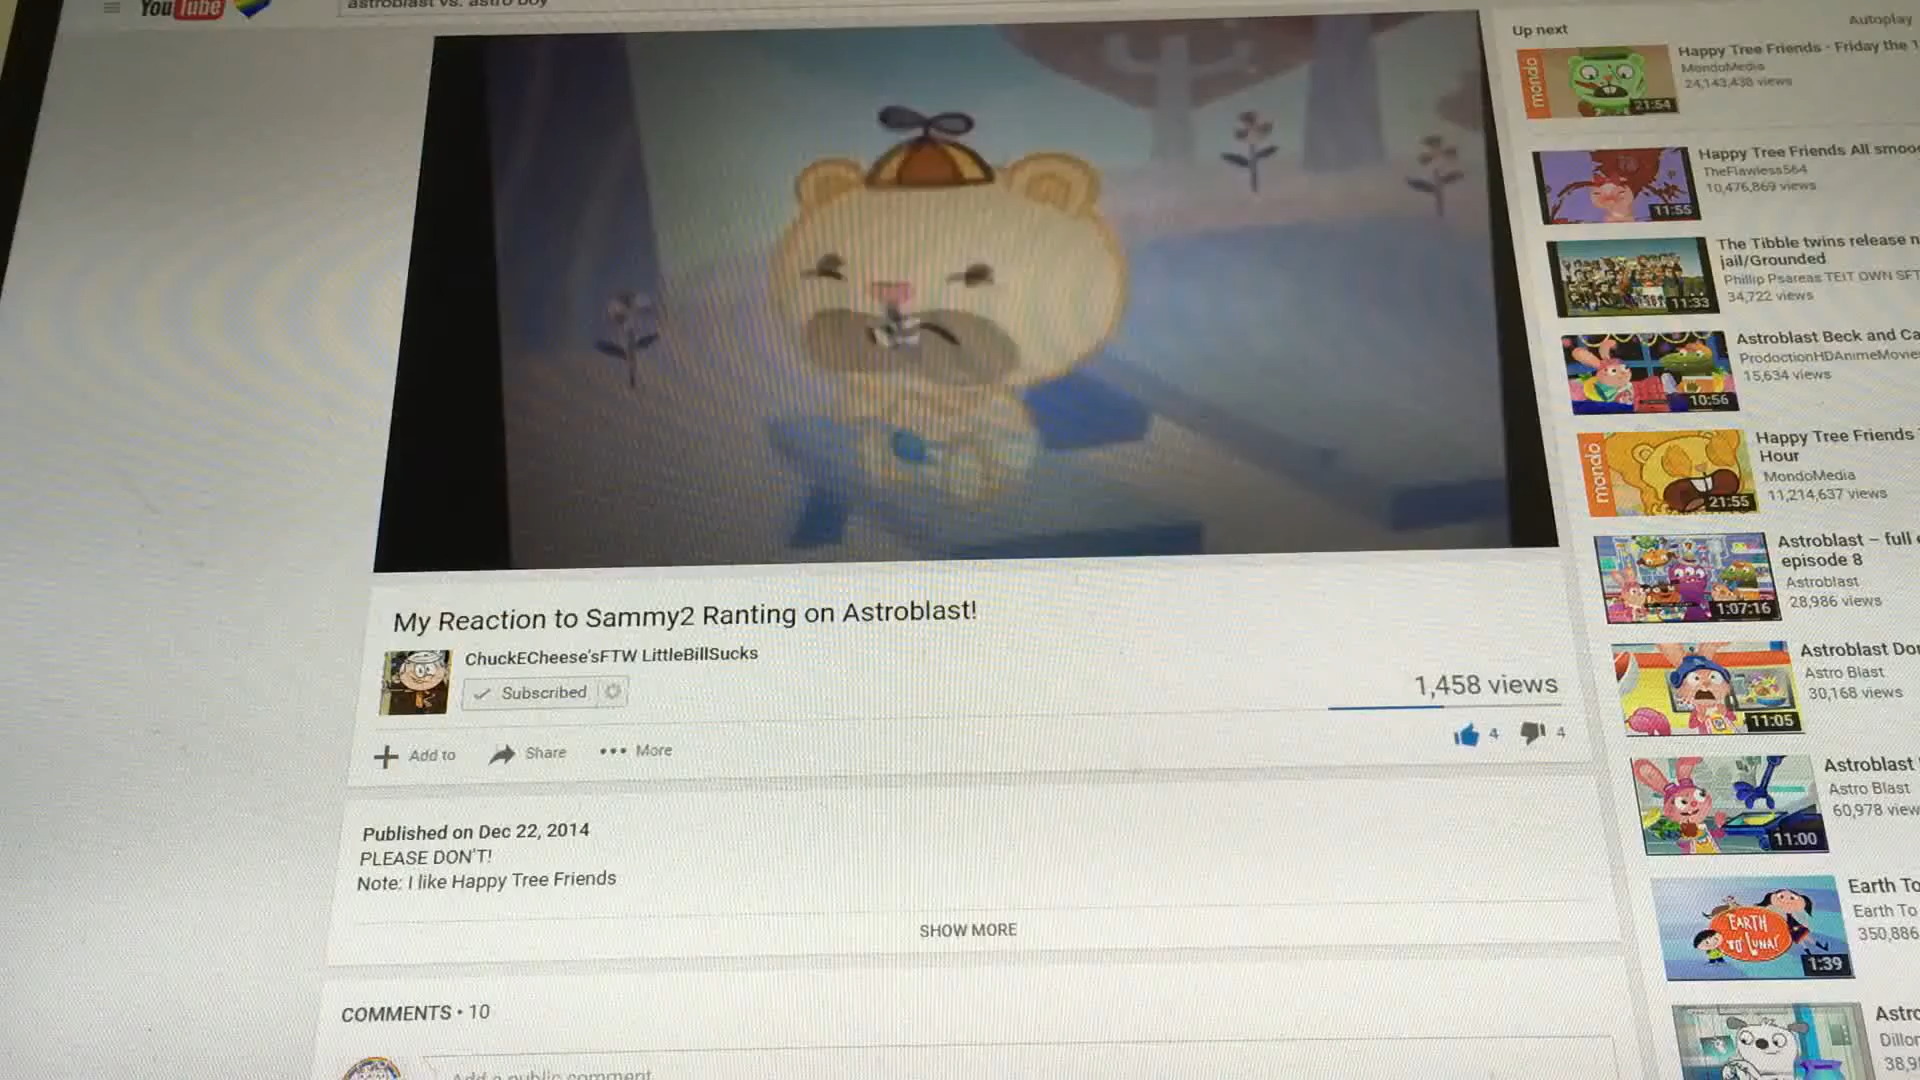 YouTube
astroblast vs. astro boy
Up next
Autoplay
Happy Tree Friends - Friday the
MondoMedia
24,143,438 views
mondo
21:54
Happy Tree Friends All smoo
TheFlawless564
10,476,869 views
11:55
The Tibble twins release n
jail/Grounded
Phillip Psareas TEIT OWN SFT
34,722 views
11:33
Astroblast Beck and Ca
ProdoctionHDAnimeMovie
15,634 views
10:56
Happy Tree Friends
Hour
MondoMedia
11,214,637 views
mondo
21:55
Astroblast – full
episode 8
Astroblast
28,986 views
1:07:16
Astroblast Do
Astro Blast
30,168 views
11:05
Astroblast
Astro Blast
60,978 view
11:00
Earth To
Earth To
350,886
EARTH
TO LUNA!
1:39
Astro
Dillon
38,9
My Reaction to Sammy2 Ranting on Astroblast!
ChuckECheese'sFTW LittleBillSucks
Subscribed
1,458 views
Add to
Share
More
4
4
Published on Dec 22, 2014
PLEASE DON'T!
Note: I like Happy Tree Friends
SHOW MORE
COMMENTS • 10
Add a public comment